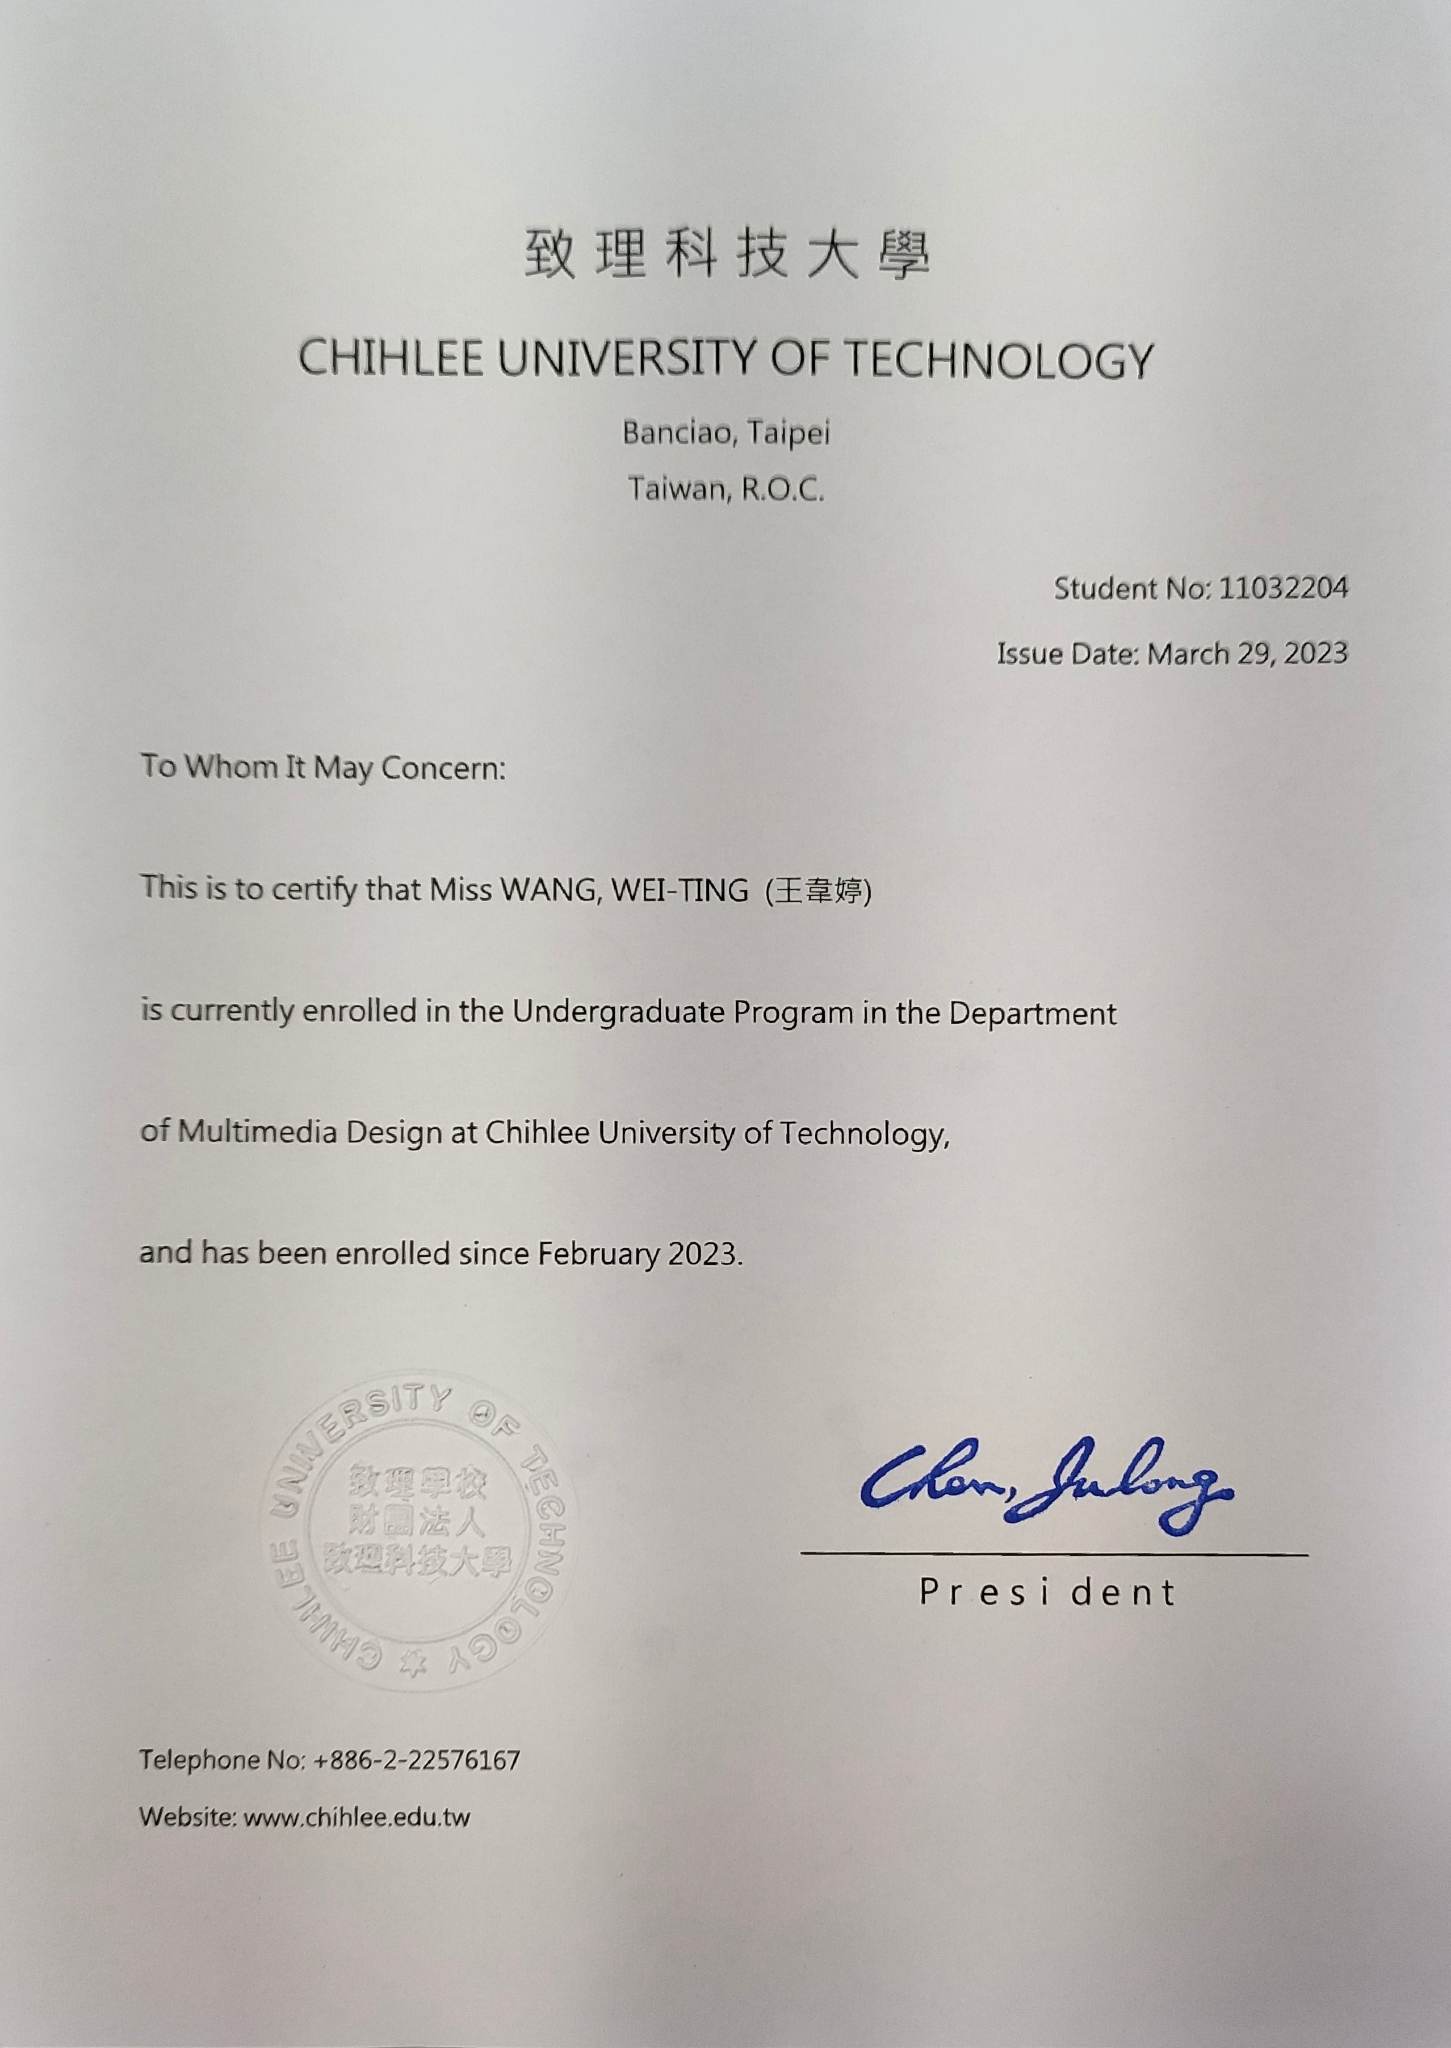 致理科技大學
CHIHLEE UNIVERSITY OF TECHNOLOGY
Banciao, Taipei
Taiwan, R.O.C.
Student No: 11032204
Issue Date: March 29, 2023
To Whom It May Concern:
This is to certify that Miss WANG, WEI-TING (王韋婷)
is currently enrolled in the Undergraduate Program in the Department
of Multimedia Design at Chihlee University of Technology,
and has been enrolled since February 2023.
CHIHLEE UNIVERSITY OF TECHNOLOGY
致理學校
財團法人
致理科技大學
Chen, Julong
President
Telephone No: +886-2-22576167
Website: www.chihlee.edu.tw